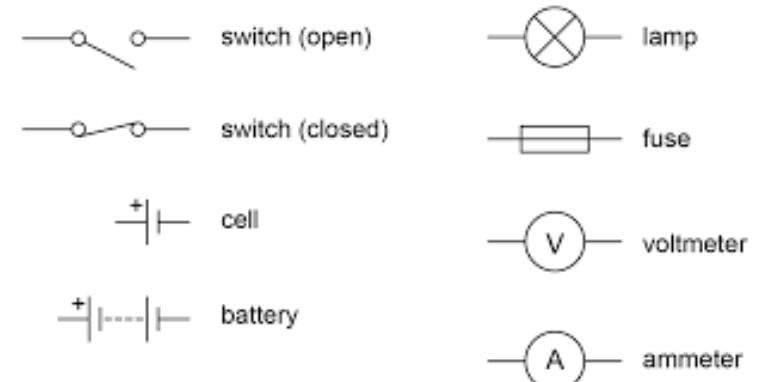 switch (open)
switch (closed)
+
cell
+
battery
lamp
fuse
V
voltmeter
A
ammeter